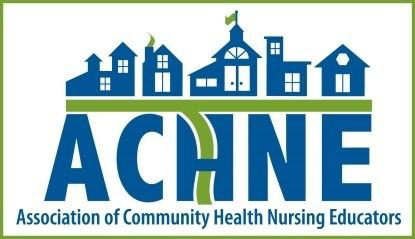 ACHNE
Association of Community Health Nursing Educators